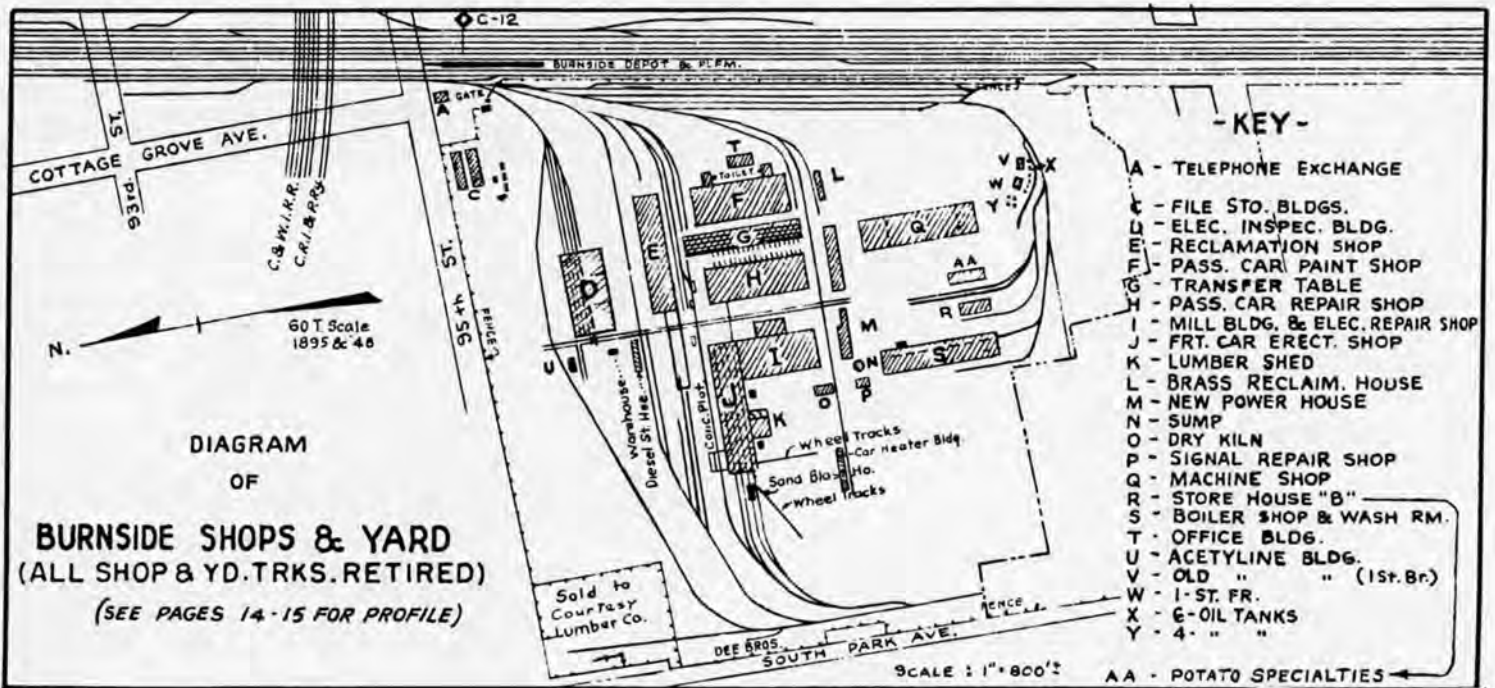 C-12
BURNSIDE DEPOT & PLFM.
A
GATE
COTTAGE GROVE AVE.
93rd ST.
C.&W.I.R.R.
C.R.I.&R.Ry.
95th ST.
FENCE
N.
60 T. Scale
1895 & '48
DIAGRAM
OF
BURNSIDE SHOPS & YARD
(ALL SHOP & YD. TRKS. RETIRED)
(SEE PAGES 14-15 FOR PROFILE)
T
TOILET
F
L
E
G
Q
D
H
AA
R
M
I
S
U
ON
J
O
P
K
V
W
X
Y
Warehouse
Diesel St. Hse.
Conc. Plat.
Wheel Tracks
Car Heater Bldg.
Sand Blast Ho.
Wheel Tracks
Sold to
Courtesy
Lumber Co.
DEE BROS.
SOUTH PARK AVE.
FENCE
SCALE : 1"=800'±
-KEY-
A - TELEPHONE EXCHANGE
C - FILE STO. BLDGS.
D - ELEC. INSPEC. BLDG.
E - RECLAMATION SHOP
F - PASS. CAR PAINT SHOP
G - TRANSFER TABLE
H - PASS. CAR REPAIR SHOP
I - MILL BLDG. & ELEC. REPAIR SHOP
J - FRT. CAR ERECT. SHOP
K - LUMBER SHED
L - BRASS RECLAIM. HOUSE
M - NEW POWER HOUSE
N - SUMP
O - DRY KILN
P - SIGNAL REPAIR SHOP
Q - MACHINE SHOP
R - STORE HOUSE "B"
S - BOILER SHOP & WASH RM.
T - OFFICE BLDG.
U - ACETYLINE BLDG.
V - OLD " " (1 St. Br.)
W - 1-ST. FR.
X - 6-OIL TANKS
Y - 4- " "
AA - POTATO SPECIALTIES